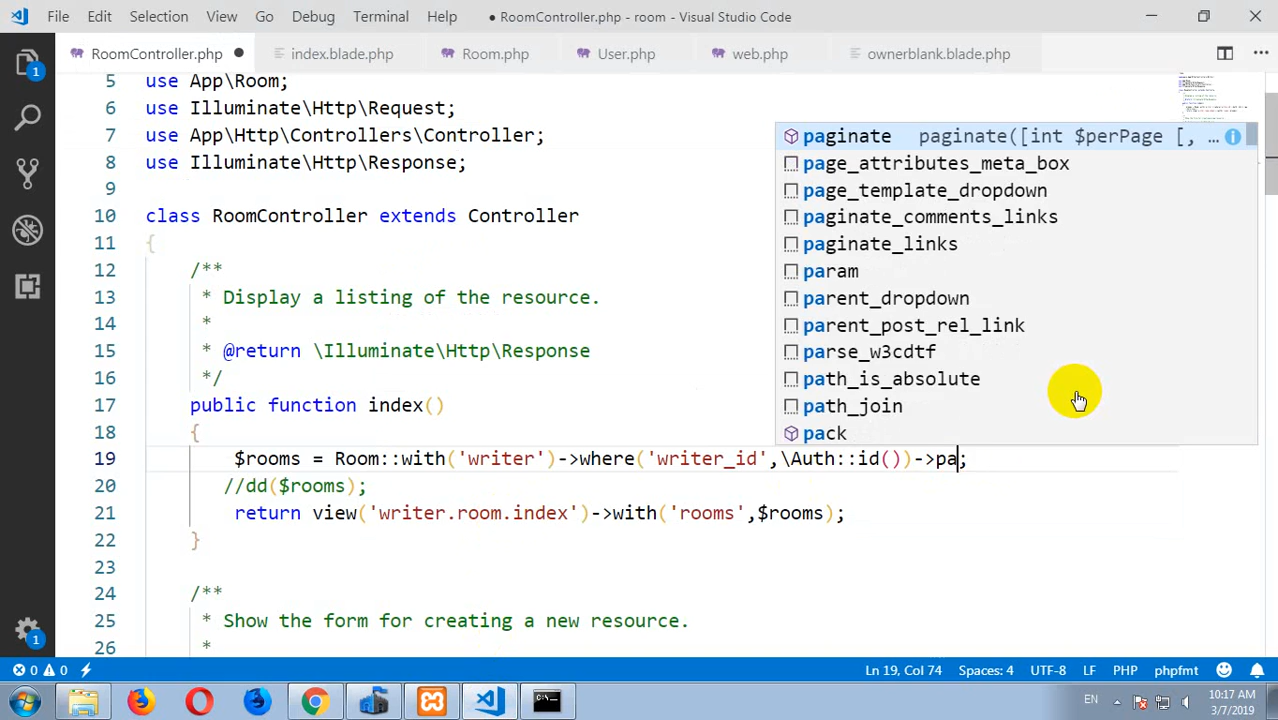 File Edit Selection View Go Debug Terminal Help ● RoomController.php - room - Visual Studio Code
RoomController.php ● index.blade.php Room.php User.php web.php ownerblank.blade.php
5 use App\Room;
6 use Illuminate\Http\Request;
7 use App\Http\Controllers\Controller;
8 use Illuminate\Http\Response;
9
10 class RoomController extends Controller
11 {
12 /**
13 * Display a listing of the resource.
14 *
15 * @return \Illuminate\Http\Response
16 */
17 public function index()
18 {
19 $rooms = Room::with('writer')->where('writer_id',\Auth::id())->pa;
20 //dd($rooms);
21 return view('writer.room.index')->with('rooms',$rooms);
22 }
23
24 /**
25 * Show the form for creating a new resource.
26 *
paginate paginate([int $perPage [, …
page_attributes_meta_box
page_template_dropdown
paginate_comments_links
paginate_links
param
parent_dropdown
parent_post_rel_link
parse_w3cdtf
path_is_absolute
path_join
pack
1
1
0 0 Ln 19, Col 74 Spaces: 4 UTF-8 LF PHP phpfmt
EN 10:17 AM
3/7/2019